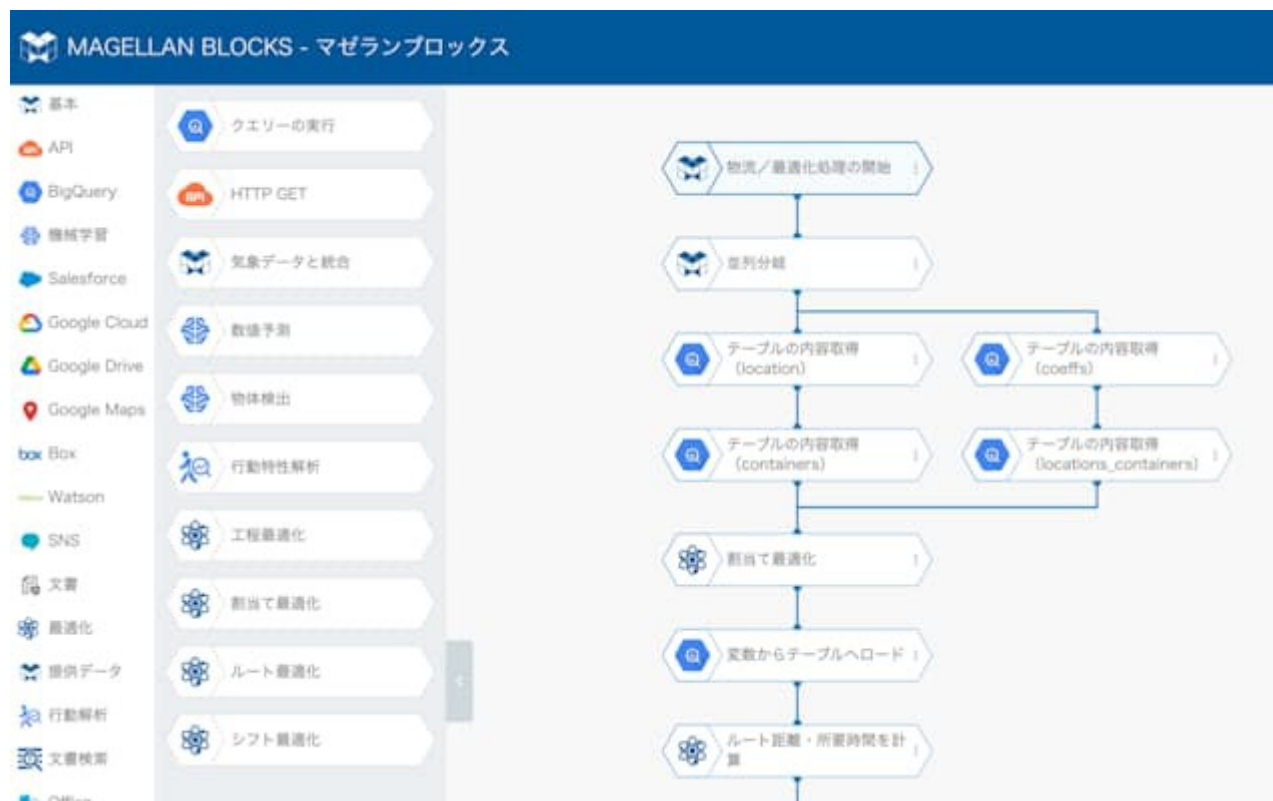 MAGELLAN BLOCKS - マゼランブロックス
基本
API
BigQuery
機械学習
Salesforce
Google Cloud
Google Drive
Google Maps
box Box
Watson
SNS
文書
最適化
提供データ
行動解析
文書検索
Office
クエリーの実行
API
HTTP GET
気象データと統合
数値予測
物体検出
行動特性解析
工程最適化
割当て最適化
ルート最適化
シフト最適化
物流／最適化処理の開始
並列分岐
テーブルの内容取得
(location)
テーブルの内容取得
(coeffs)
テーブルの内容取得
(containers)
テーブルの内容取得
(locations_containers)
割当て最適化
変数からテーブルへロード
ルート距離・所要時間を計
算